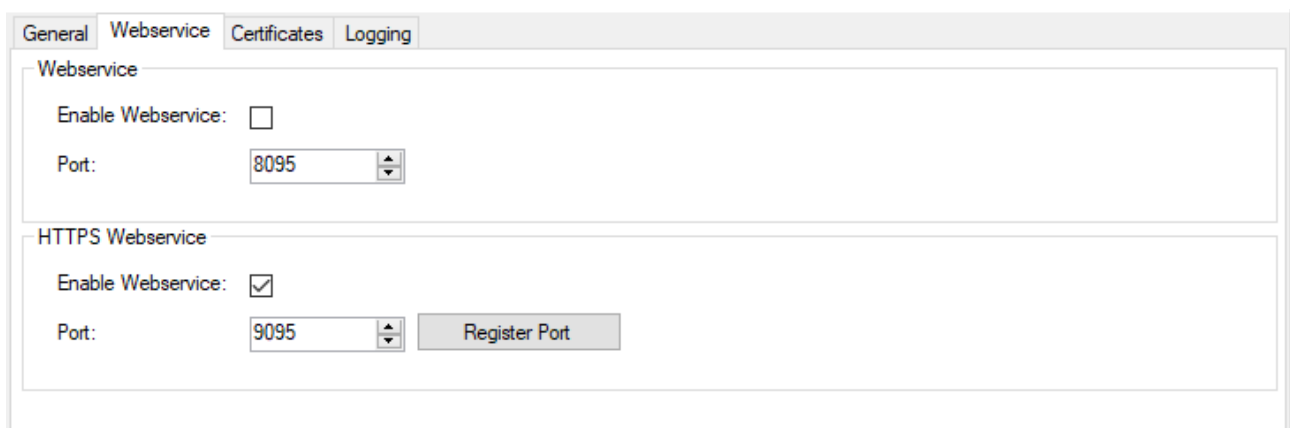 General Webservice Certificates Logging
Webservice
Enable Webservice:
Port: 8095
HTTPS Webservice
Enable Webservice:
Port: 9095 Register Port